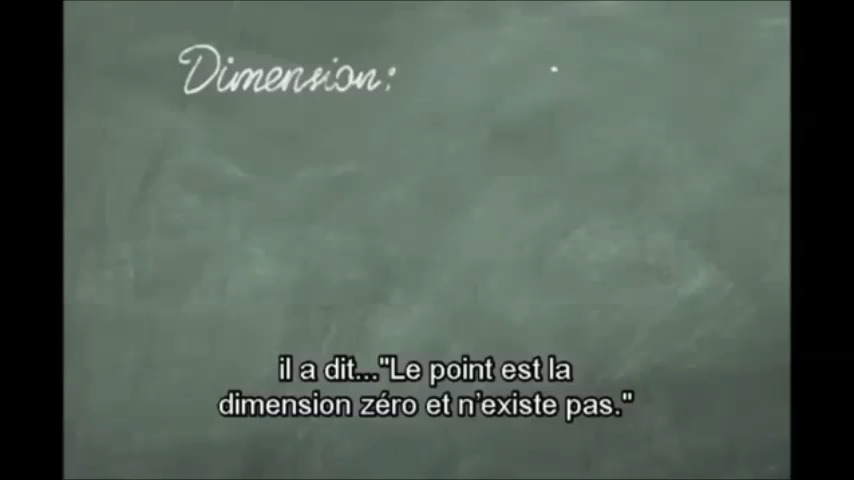 Dimension:
il a dit..."Le point est la
dimension zéro et n'existe pas."